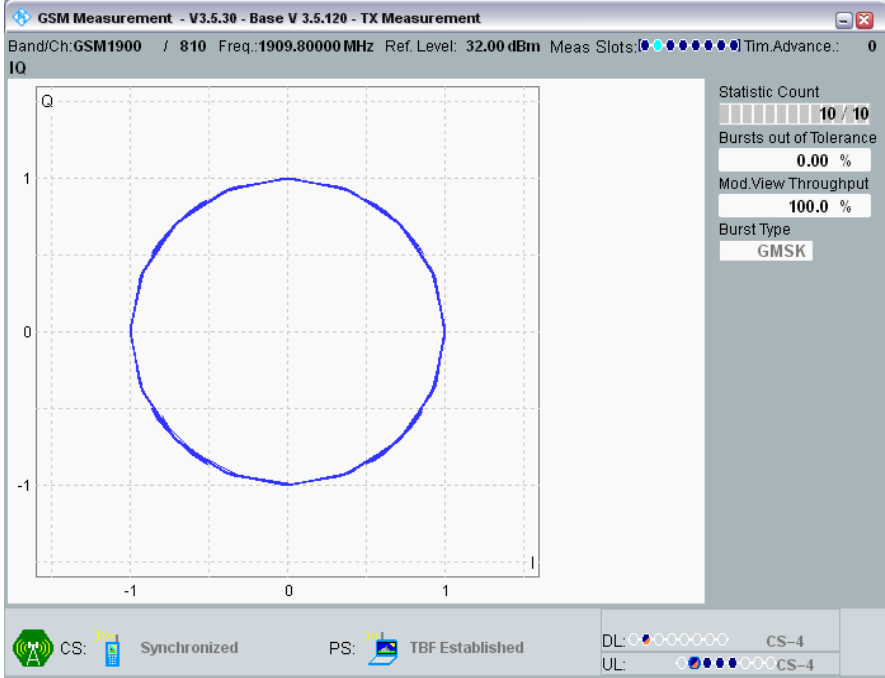 GSM Measurement - V3.5.30 - Base V 3.5.120 - TX Measurement
Band/Ch:GSM1900 / 810 Freq.:1909.80000 MHz Ref. Level: 32.00 dBm Meas Slots: Tim.Advance.: 0
IQ
Q
Statistic Count
10 / 10
Bursts out of Tolerance
0.00 %
Mod.View Throughput
100.0 %
Burst Type
GMSK
1
0
-1
I
-1 0 1
CS: Synchronized PS: TBF Established
DL: CS-4
UL: CS-4